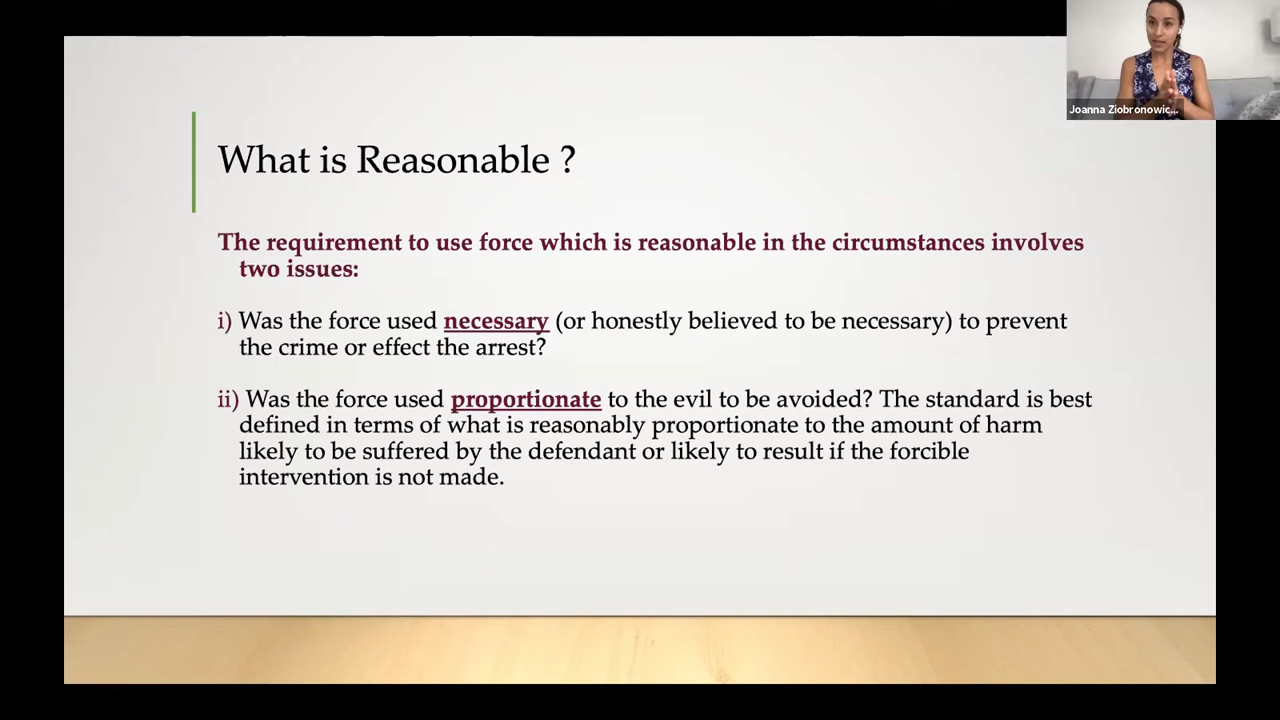 Joanna Ziobronowic...
What is Reasonable ?
The requirement to use force which is reasonable in the circumstances involves
two issues:
i) Was the force used necessary (or honestly believed to be necessary) to prevent
the crime or effect the arrest?
ii) Was the force used proportionate to the evil to be avoided? The standard is best
defined in terms of what is reasonably proportionate to the amount of harm
likely to be suffered by the defendant or likely to result if the forcible
intervention is not made.